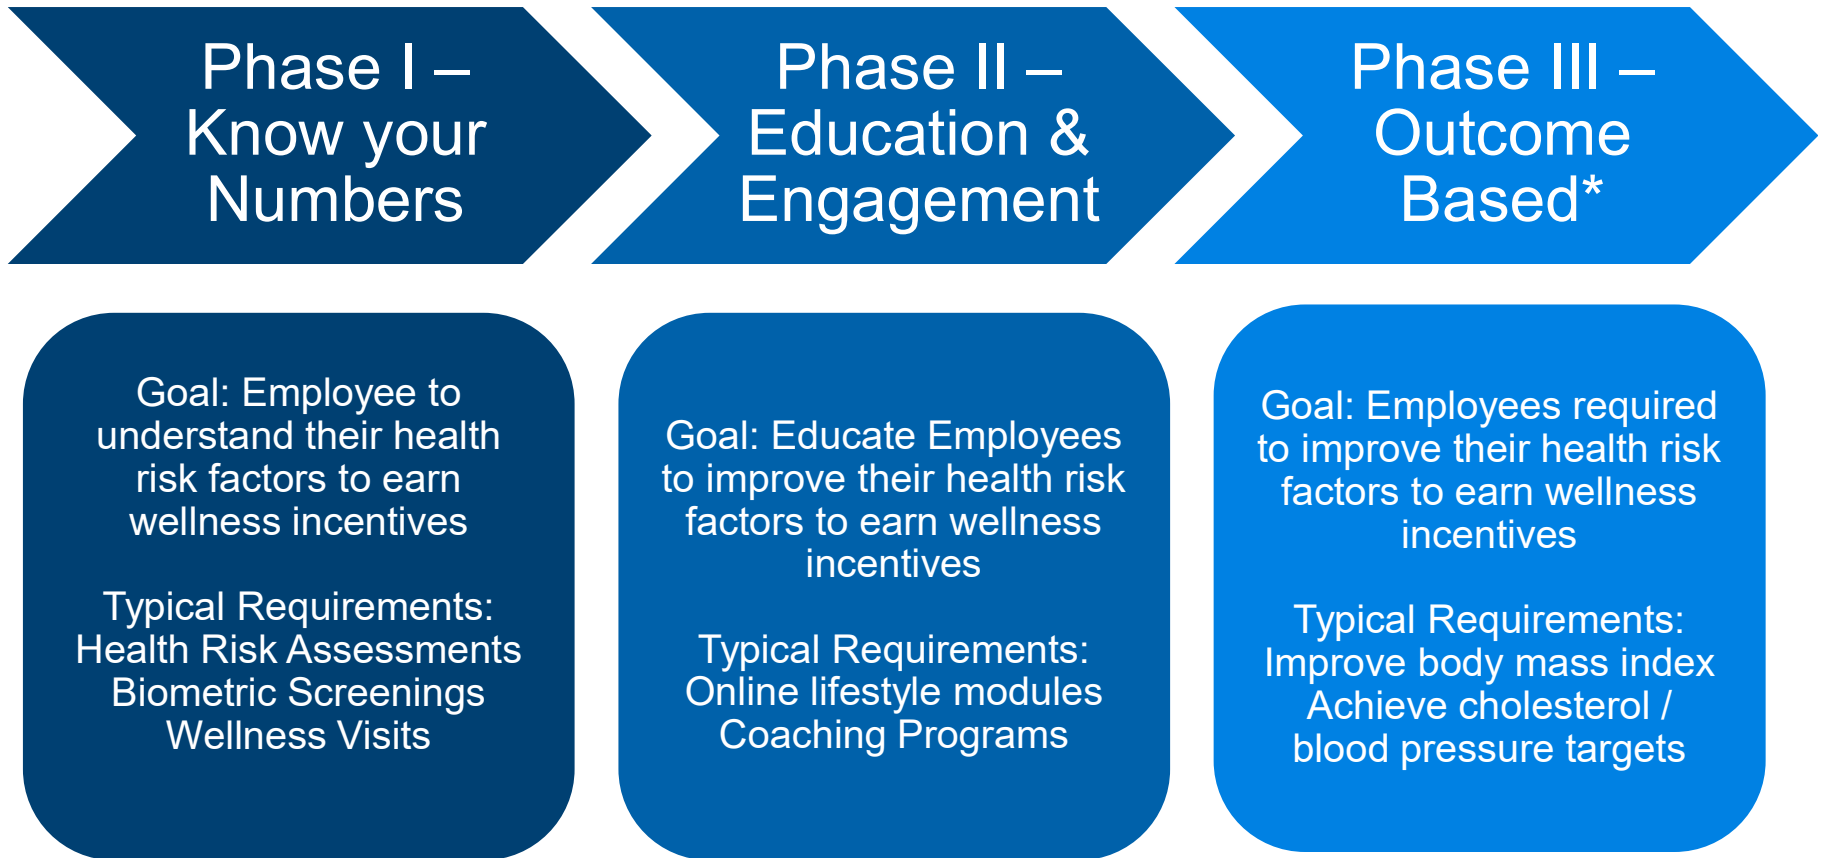 Phase I –
Know your
Numbers
Phase II –
Education &
Engagement
Phase III –
Outcome
Based*
Goal: Employee to
understand their health
risk factors to earn
wellness incentives
Typical Requirements:
Health Risk Assessments
Biometric Screenings
Wellness Visits
Goal: Educate Employees
to improve their health risk
factors to earn wellness
incentives
Typical Requirements:
Online lifestyle modules
Coaching Programs
Goal: Employees required
to improve their health risk
factors to earn wellness
incentives
Typical Requirements:
Improve body mass index
Achieve cholesterol /
blood pressure targets